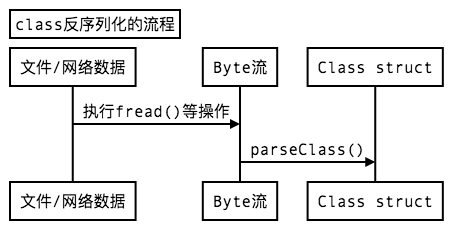 class反序列化的流程
文件/网络数据 Byte流 Class struct
执行fread()等操作
parseClass()
文件/网络数据 Byte流 Class struct